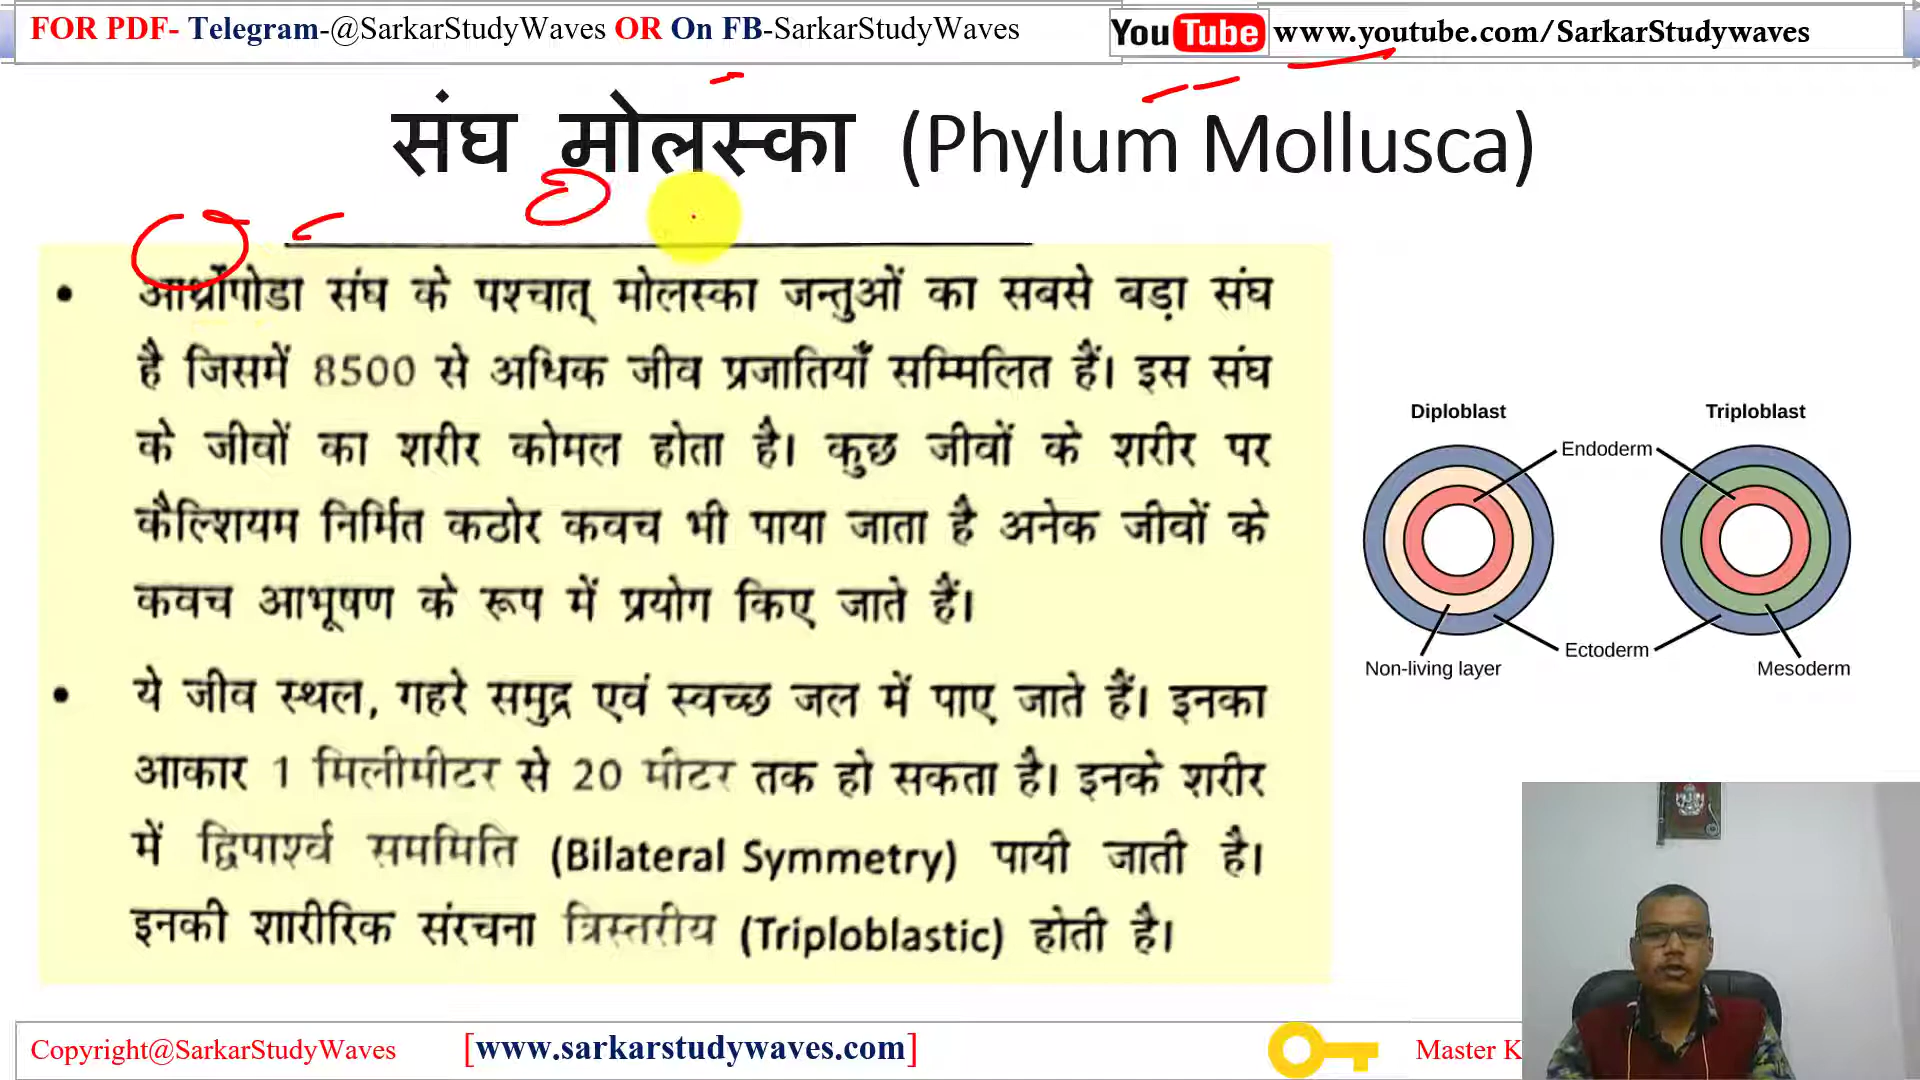 FOR PDF- Telegram-@SarkarStudyWaves OR On FB-SarkarStudyWaves
YouTube www.youtube.com/SarkarStudywaves
संघ मोलस्का (Phylum Mollusca)
• आर्थ्रोपोडा संघ के पश्चात् मोलस्का जन्तुओं का सबसे बड़ा संघ
है जिसमें 8500 से अधिक जीव प्रजातियाँ सम्मिलित हैं। इस संघ
के जीवों का शरीर कोमल होता है। कुछ जीवों के शरीर पर
कैल्शियम निर्मित कठोर कवच भी पाया जाता है अनेक जीवों के
कवच आभूषण के रूप में प्रयोग किए जाते हैं।
• ये जीव स्थल, गहरे समुद्र एवं स्वच्छ जल में पाए जाते हैं। इनका
आकार 1 मिलीमीटर से 20 मीटर तक हो सकता है। इनके शरीर
में द्विपार्श्व सममिति (Bilateral Symmetry) पायी जाती है।
इनकी शारीरिक संरचना त्रिस्तरीय (Triploblastic) होती है।
Diploblast
Triploblast
Endoderm
Ectoderm
Non-living layer
Mesoderm
Copyright@SarkarStudyWaves
[www.sarkarstudywaves.com]
Master K